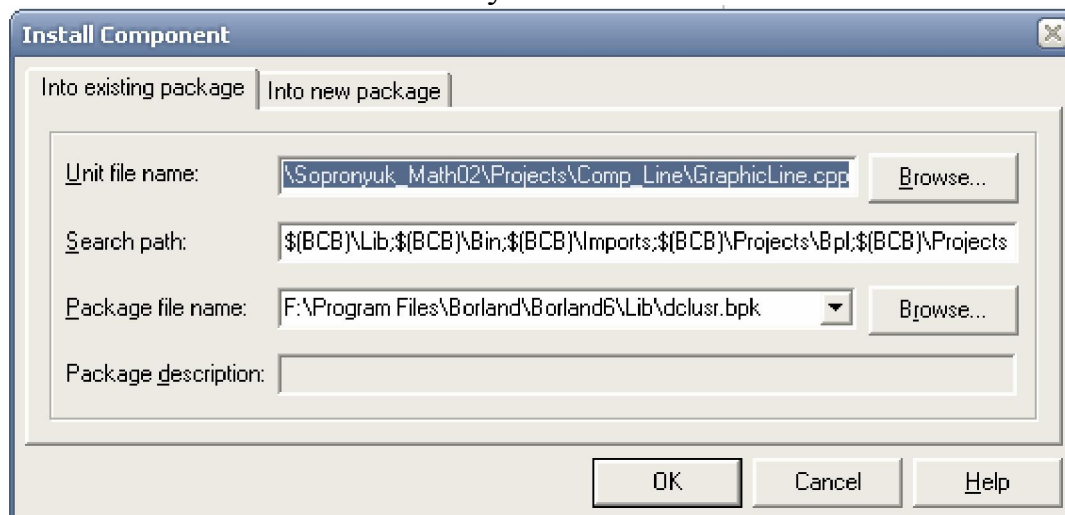 Install Component
Into existing package Into new package
Unit file name: \Sopronyuk_Math02\Projects\Comp_Line\GraphicLine.cpp Browse...
Search path: $(BCB)\Lib;$(BCB)\Bin;$(BCB)\Imports;$(BCB)\Projects\Bpl;$(BCB)\Projects
Package file name: F:\Program Files\Borland\Borland6\Lib\dclusr.bpk Browse...
Package description:
OK Cancel Help